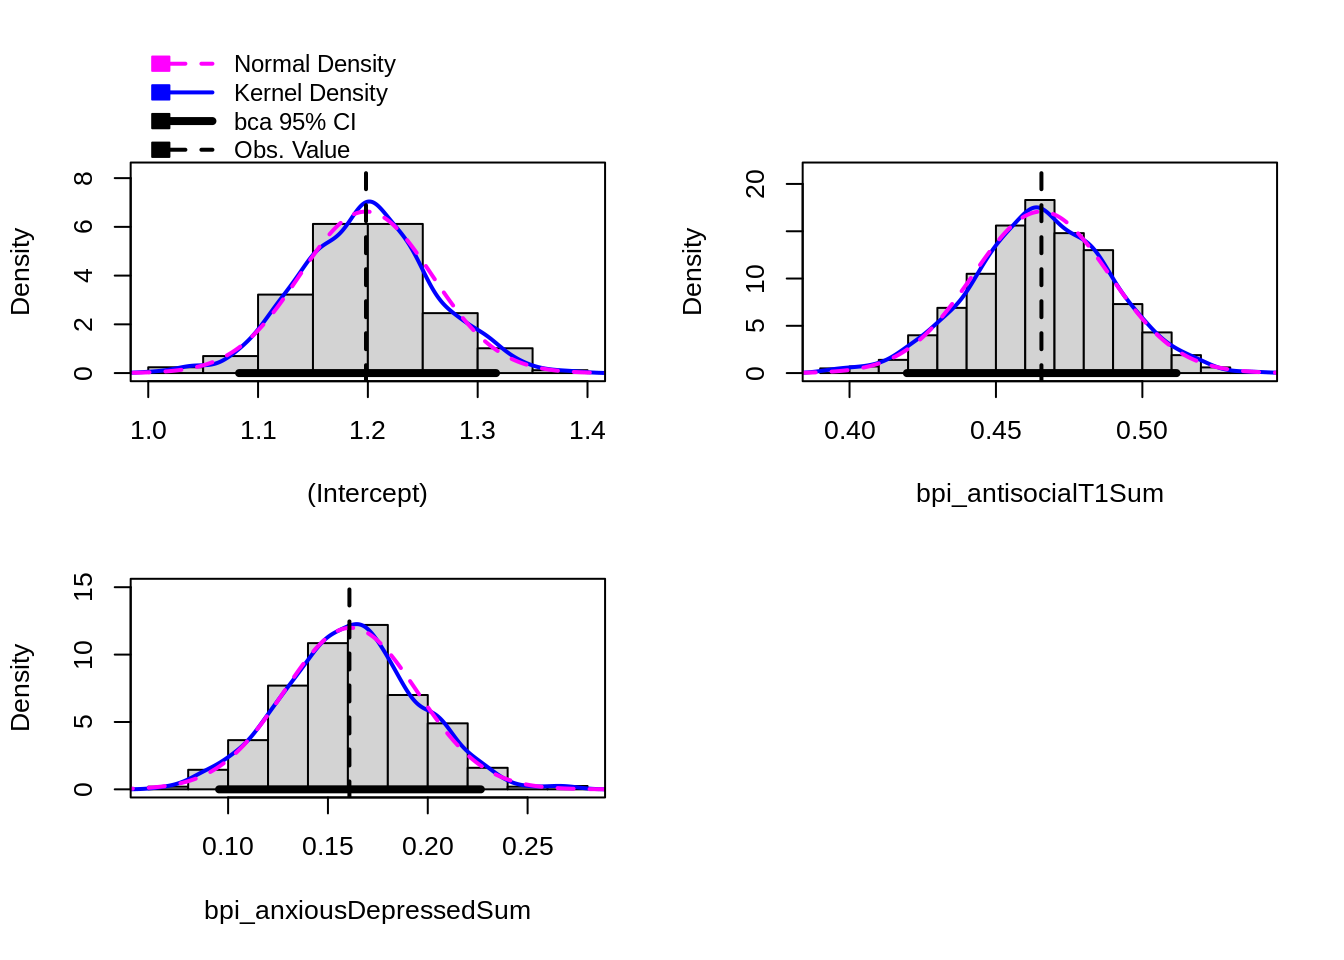 Normal Density
Kernel Density
bca 95% CI
Obs. Value
Density
0 2 4 6 8
1.0 1.1 1.2 1.3 1.4
(Intercept)
Density
0 5 10 20
0.40 0.45 0.50
bpi_antisocialT1Sum
Density
0 5 10 15
0.10 0.15 0.20 0.25
bpi_anxiousDepressedSum